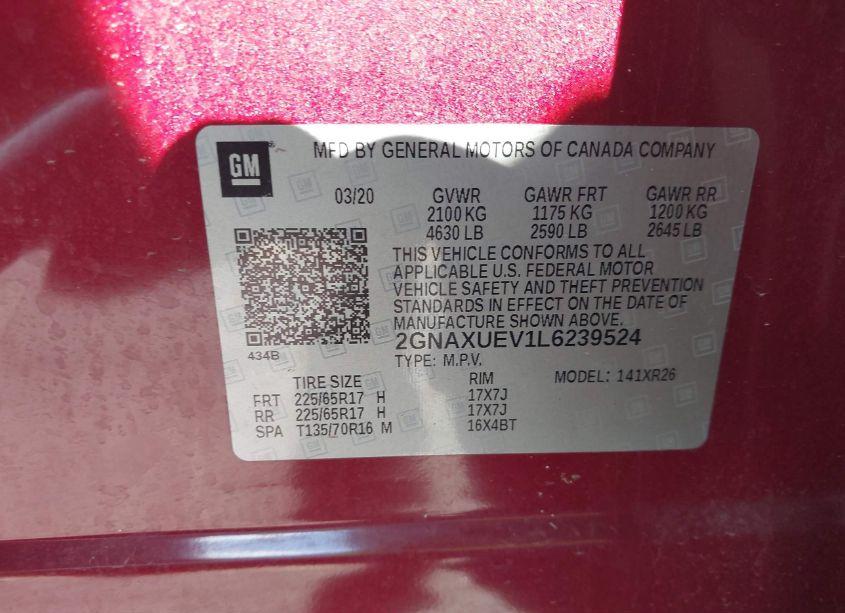 GM
MFD BY GENERAL MOTORS OF CANADA COMPANY
03/20 GVWR GAWR FRT GAWR RR
2100 KG 1175 KG 1200 KG
4630 LB 2590 LB 2645 LB
THIS VEHICLE CONFORMS TO ALL
APPLICABLE U.S. FEDERAL MOTOR
VEHICLE SAFETY AND THEFT PREVENTION
STANDARDS IN EFFECT ON THE DATE OF
MANUFACTURE SHOWN ABOVE.
2GNAXUEV1L6239524
434B
TYPE: M.P.V.
TIRE SIZE RIM MODEL: 141XR26
FRT 225/65R17 H 17X7J
RR 225/65R17 H 17X7J
SPA T135/70R16 M 16X4BT